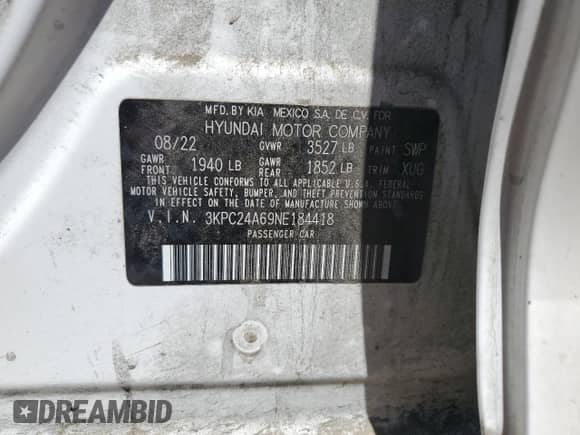 MFD. BY KIA MEXICO S.A. DE C.V. FOR
HYUNDAI MOTOR COMPANY
08/22 GVWR 3527 LB PAINT SWP
GAWR FRONT 1940 LB GAWR REAR 1852 LB TRIM XUG
THIS VEHICLE CONFORMS TO ALL APPLICABLE U.S.A. FEDERAL
MOTOR VEHICLE SAFETY, BUMPER, AND THEFT PREVENTION STANDARDS
IN EFFECT ON THE DATE OF MANUFACTURE SHOWN ABOVE.
V.I.N. 3KPC24A69NE184418
PASSENGER CAR
DREAMBID